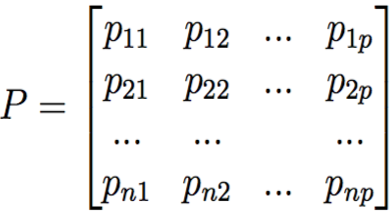 p11 p12 ... p1p
p21 p22 ... p2p
P =
... ... ...
pn1 pn2 ... pnp